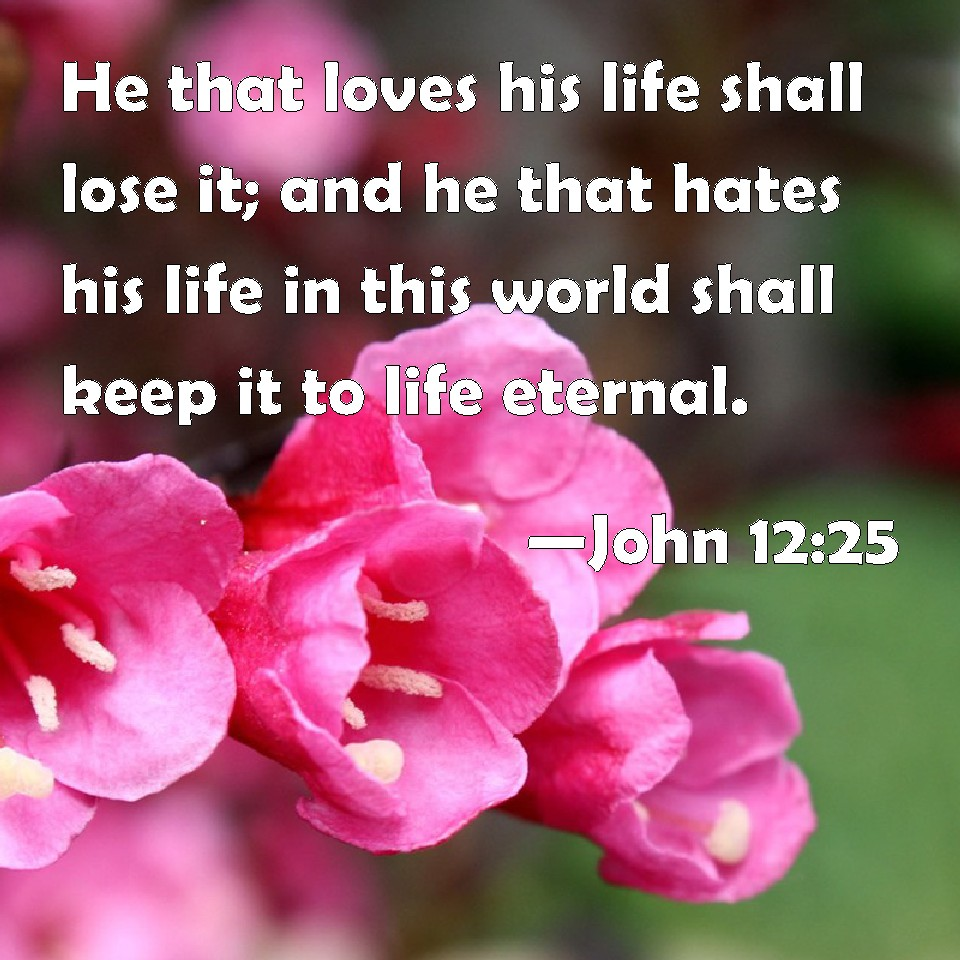 He that loves his life shall
lose it; and he that hates
his life in this world shall
keep it to life eternal.
—John 12:25